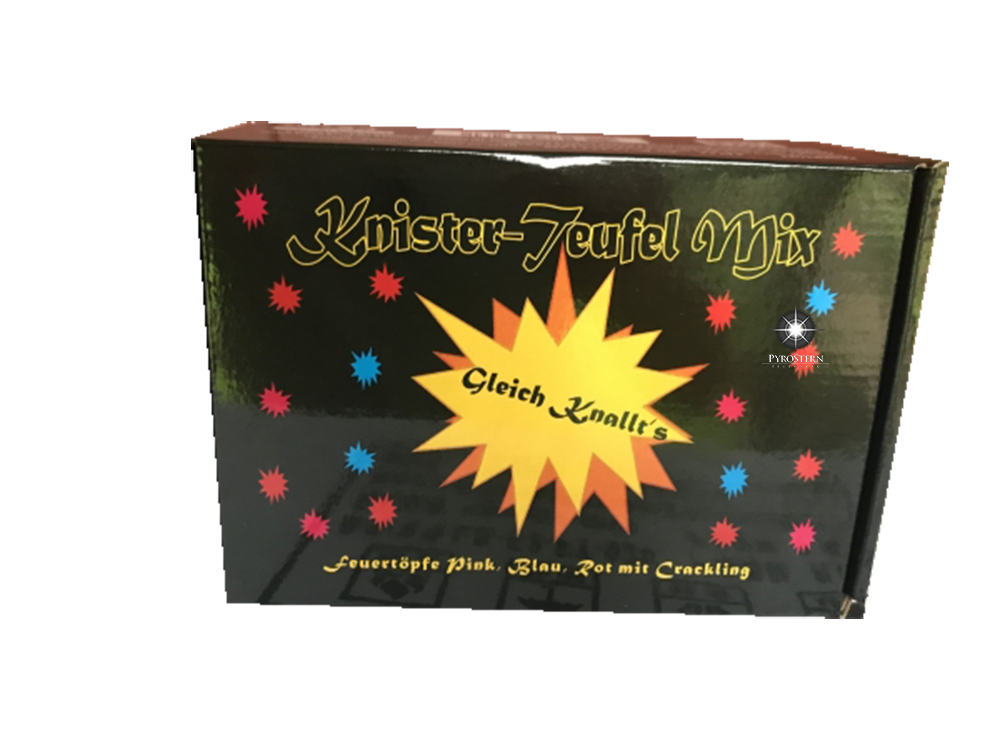 Knister-Teufel Mix
Gleich Knallt's
PYROSTERN
Feuertöpfe Pink, Blau, Rot mit Crackling